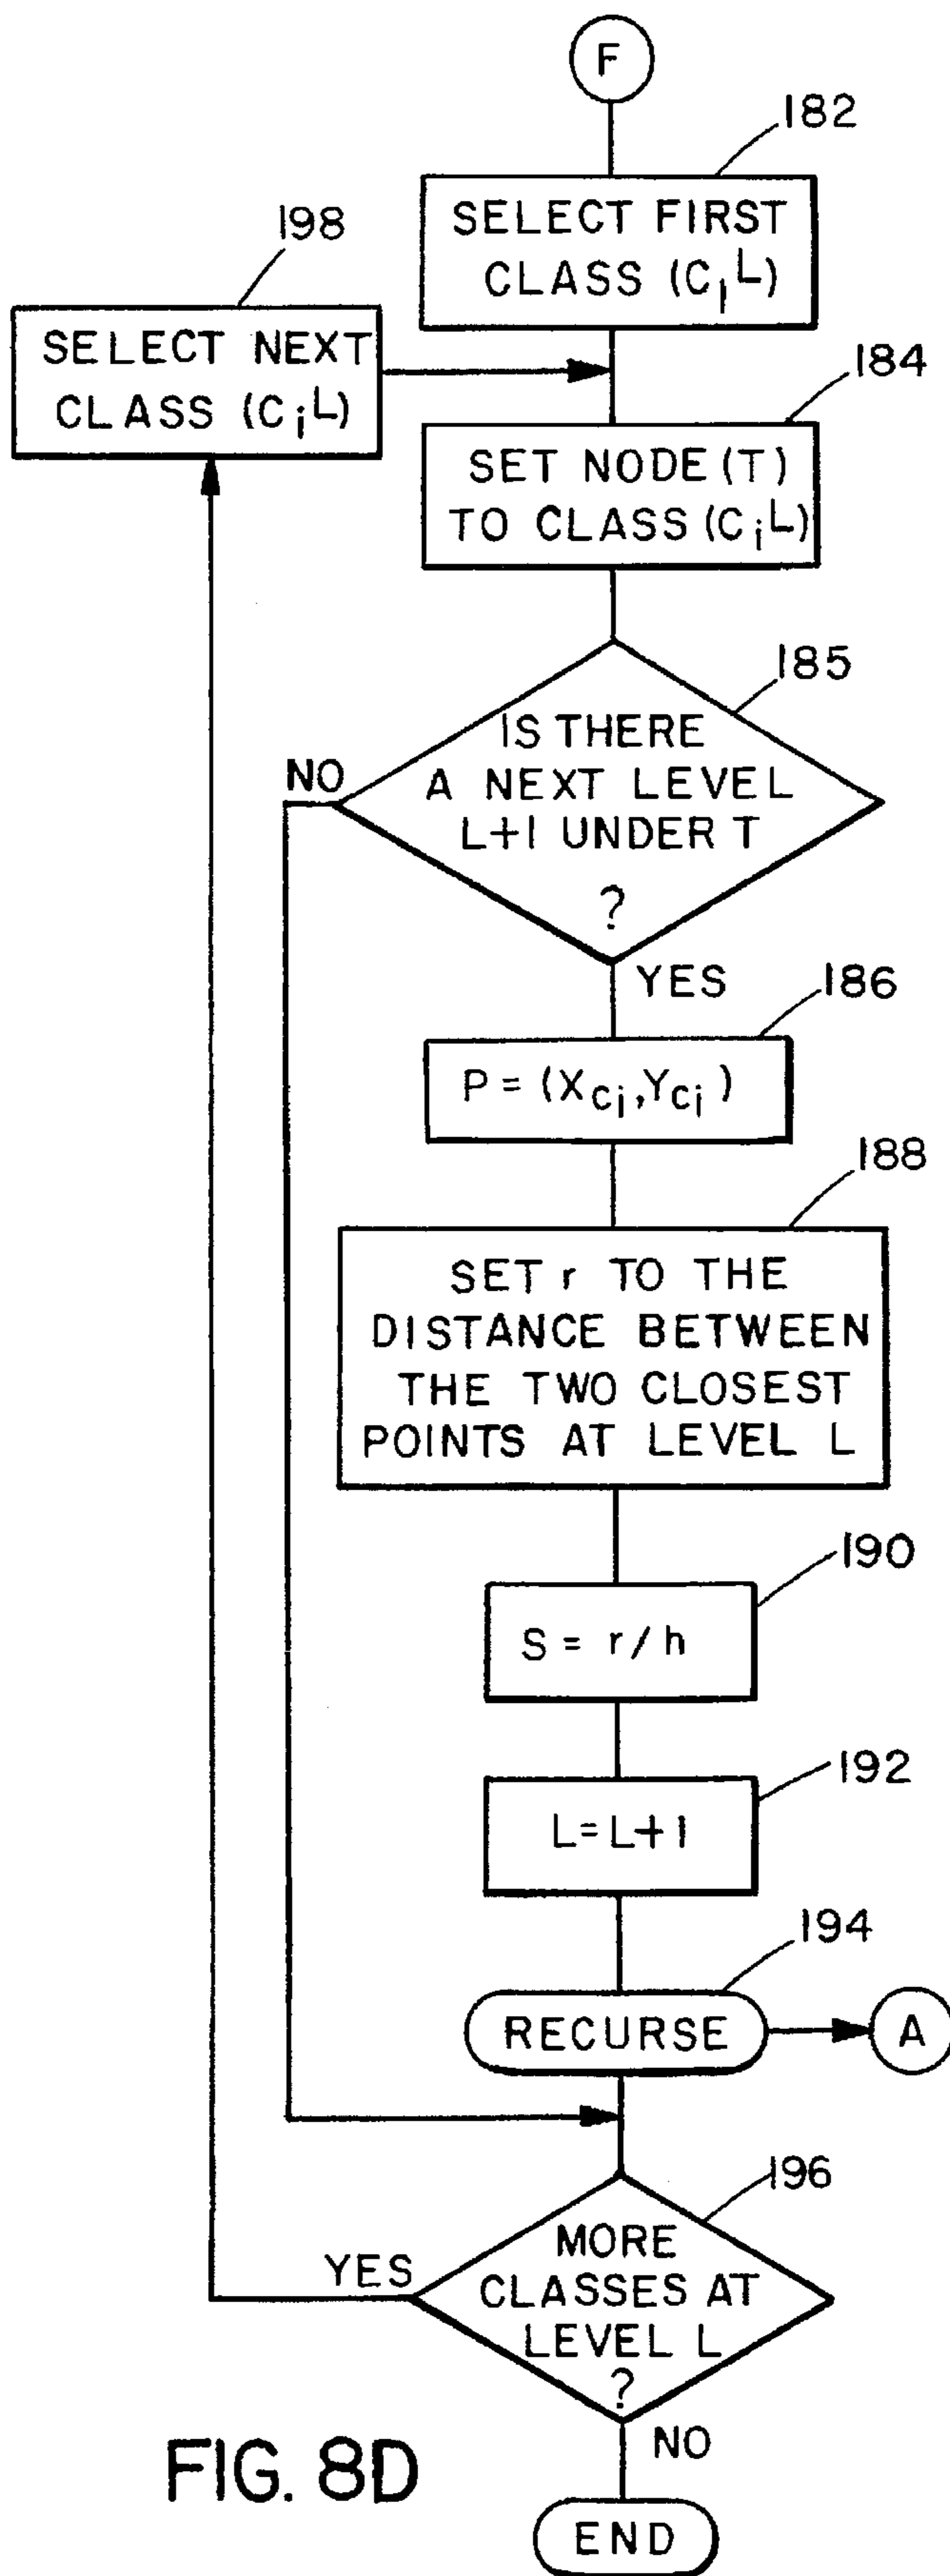 F
182
SELECT FIRST
CLASS (C₁ᴸ)
198
SELECT NEXT
CLASS (Cᵢᴸ)
184
SET NODE (T)
TO CLASS (Cᵢᴸ)
185
IS THERE
A NEXT LEVEL
L+1 UNDER T
?
NO
YES
186
P = (X_Ci, Y_Ci)
188
SET r TO THE
DISTANCE BETWEEN
THE TWO CLOSEST
POINTS AT LEVEL L
190
S = r/h
192
L=L+1
194
RECURSE
A
196
MORE
CLASSES AT
LEVEL L
?
YES
NO
FIG. 8D
END